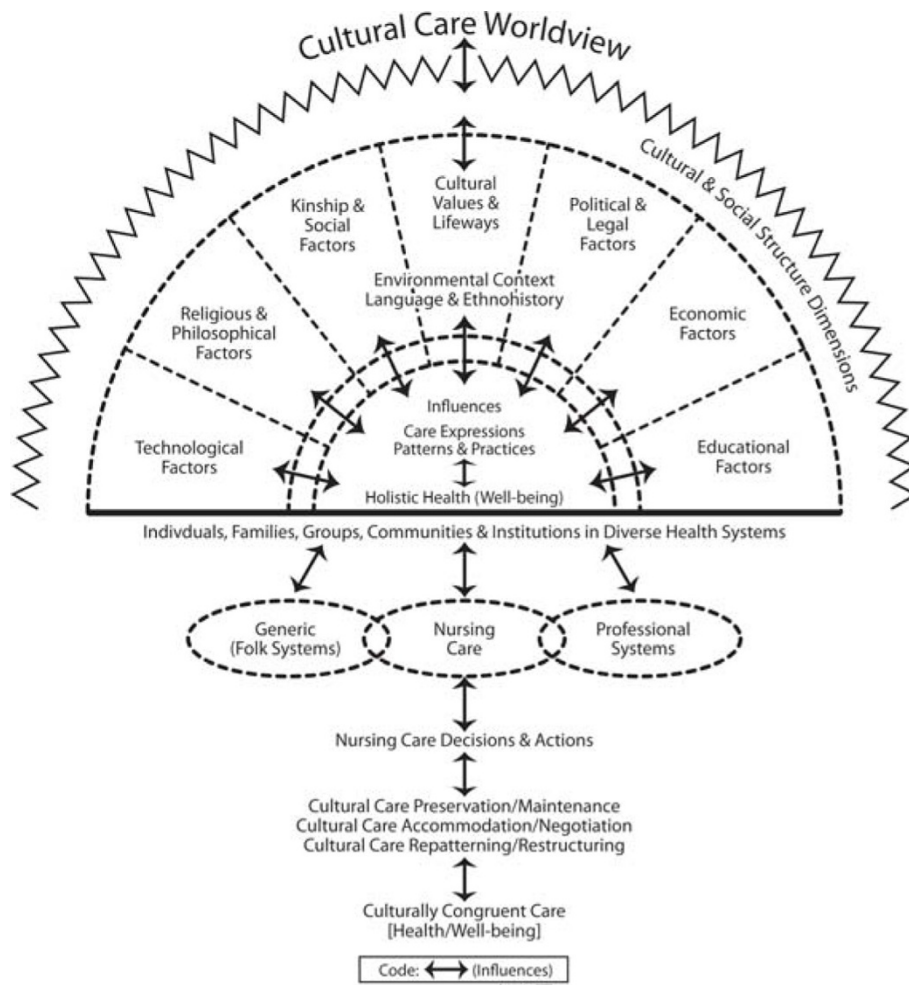 Cultural Care Worldview
Cultural & Social Structure Dimensions
Cultural
Values &
Lifeways
Kinship &
Social
Factors
Political &
Legal
Factors
Environmental Context
Language & Ethnohistory
Religious &
Philosophical
Factors
Economic
Factors
Influences
Care Expressions
Patterns & Practices
Technological
Factors
Educational
Factors
Holistic Health (Well-being)
Indivduals, Families, Groups, Communities & Institutions in Diverse Health Systems
Generic
(Folk Systems)
Nursing
Care
Professional
Systems
Nursing Care Decisions & Actions
Cultural Care Preservation/Maintenance
Cultural Care Accommodation/Negotiation
Cultural Care Repatterning/Restructuring
Culturally Congruent Care
[Health/Well-being]
Code: ↔ (Influences)